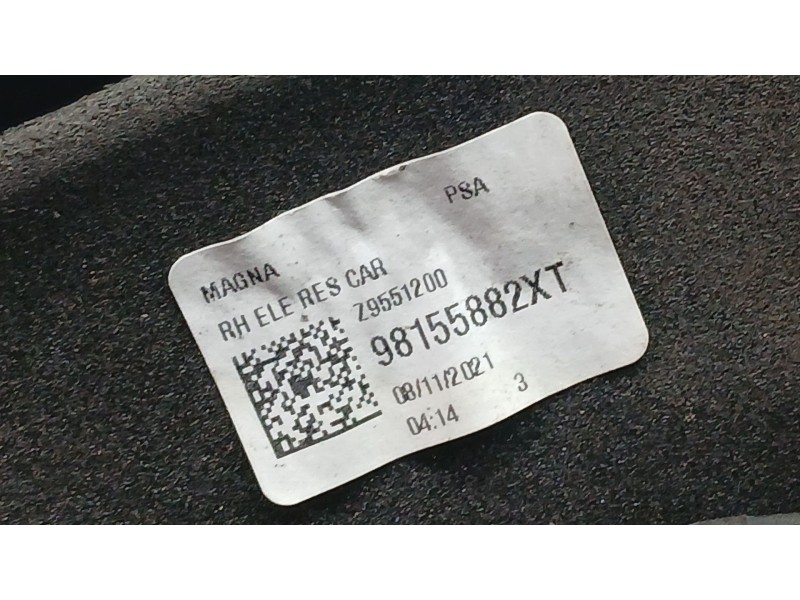 PSA
MAGNA
RH ELE RES CAR
Z9551200
98155882XT
08/11/2021
04:14 3